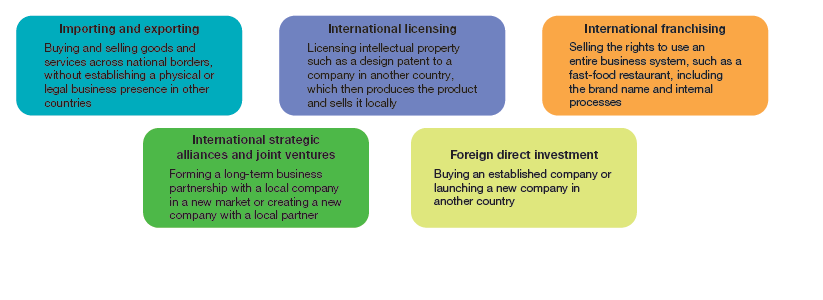 Importing and exporting
Buying and selling goods and
services across national borders,
without establishing a physical or
legal business presence in other
countries
International licensing
Licensing intellectual property
such as a design patent to a
company in another country,
which then produces the product
and sells it locally
International franchising
Selling the rights to use an
entire business system, such as a
fast-food restaurant, including
the brand name and internal
processes
International strategic
alliances and joint ventures
Forming a long-term business
partnership with a local company
in a new market or creating a new
company with a local partner
Foreign direct investment
Buying an established company or
launching a new company in
another country